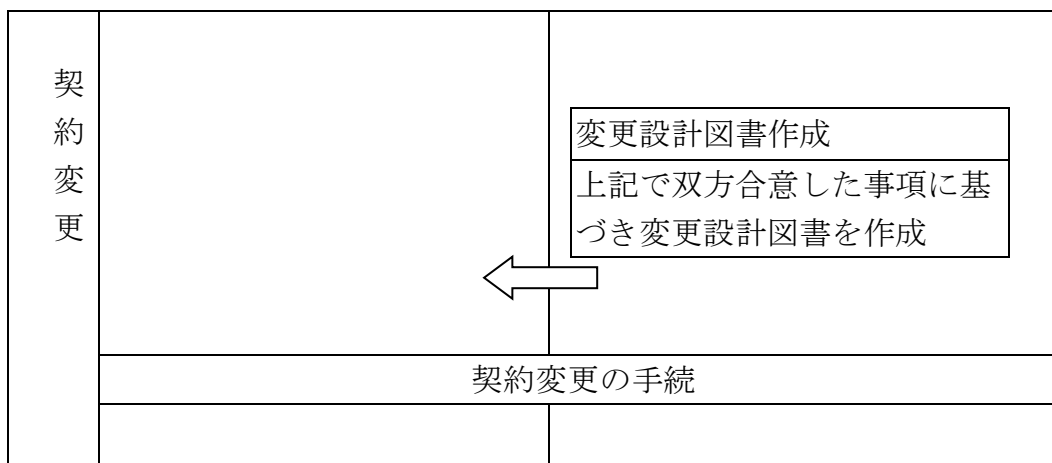 契約変更
変更設計図書作成
上記で双方合意した事項に基
づき変更設計図書を作成
契約変更の手続